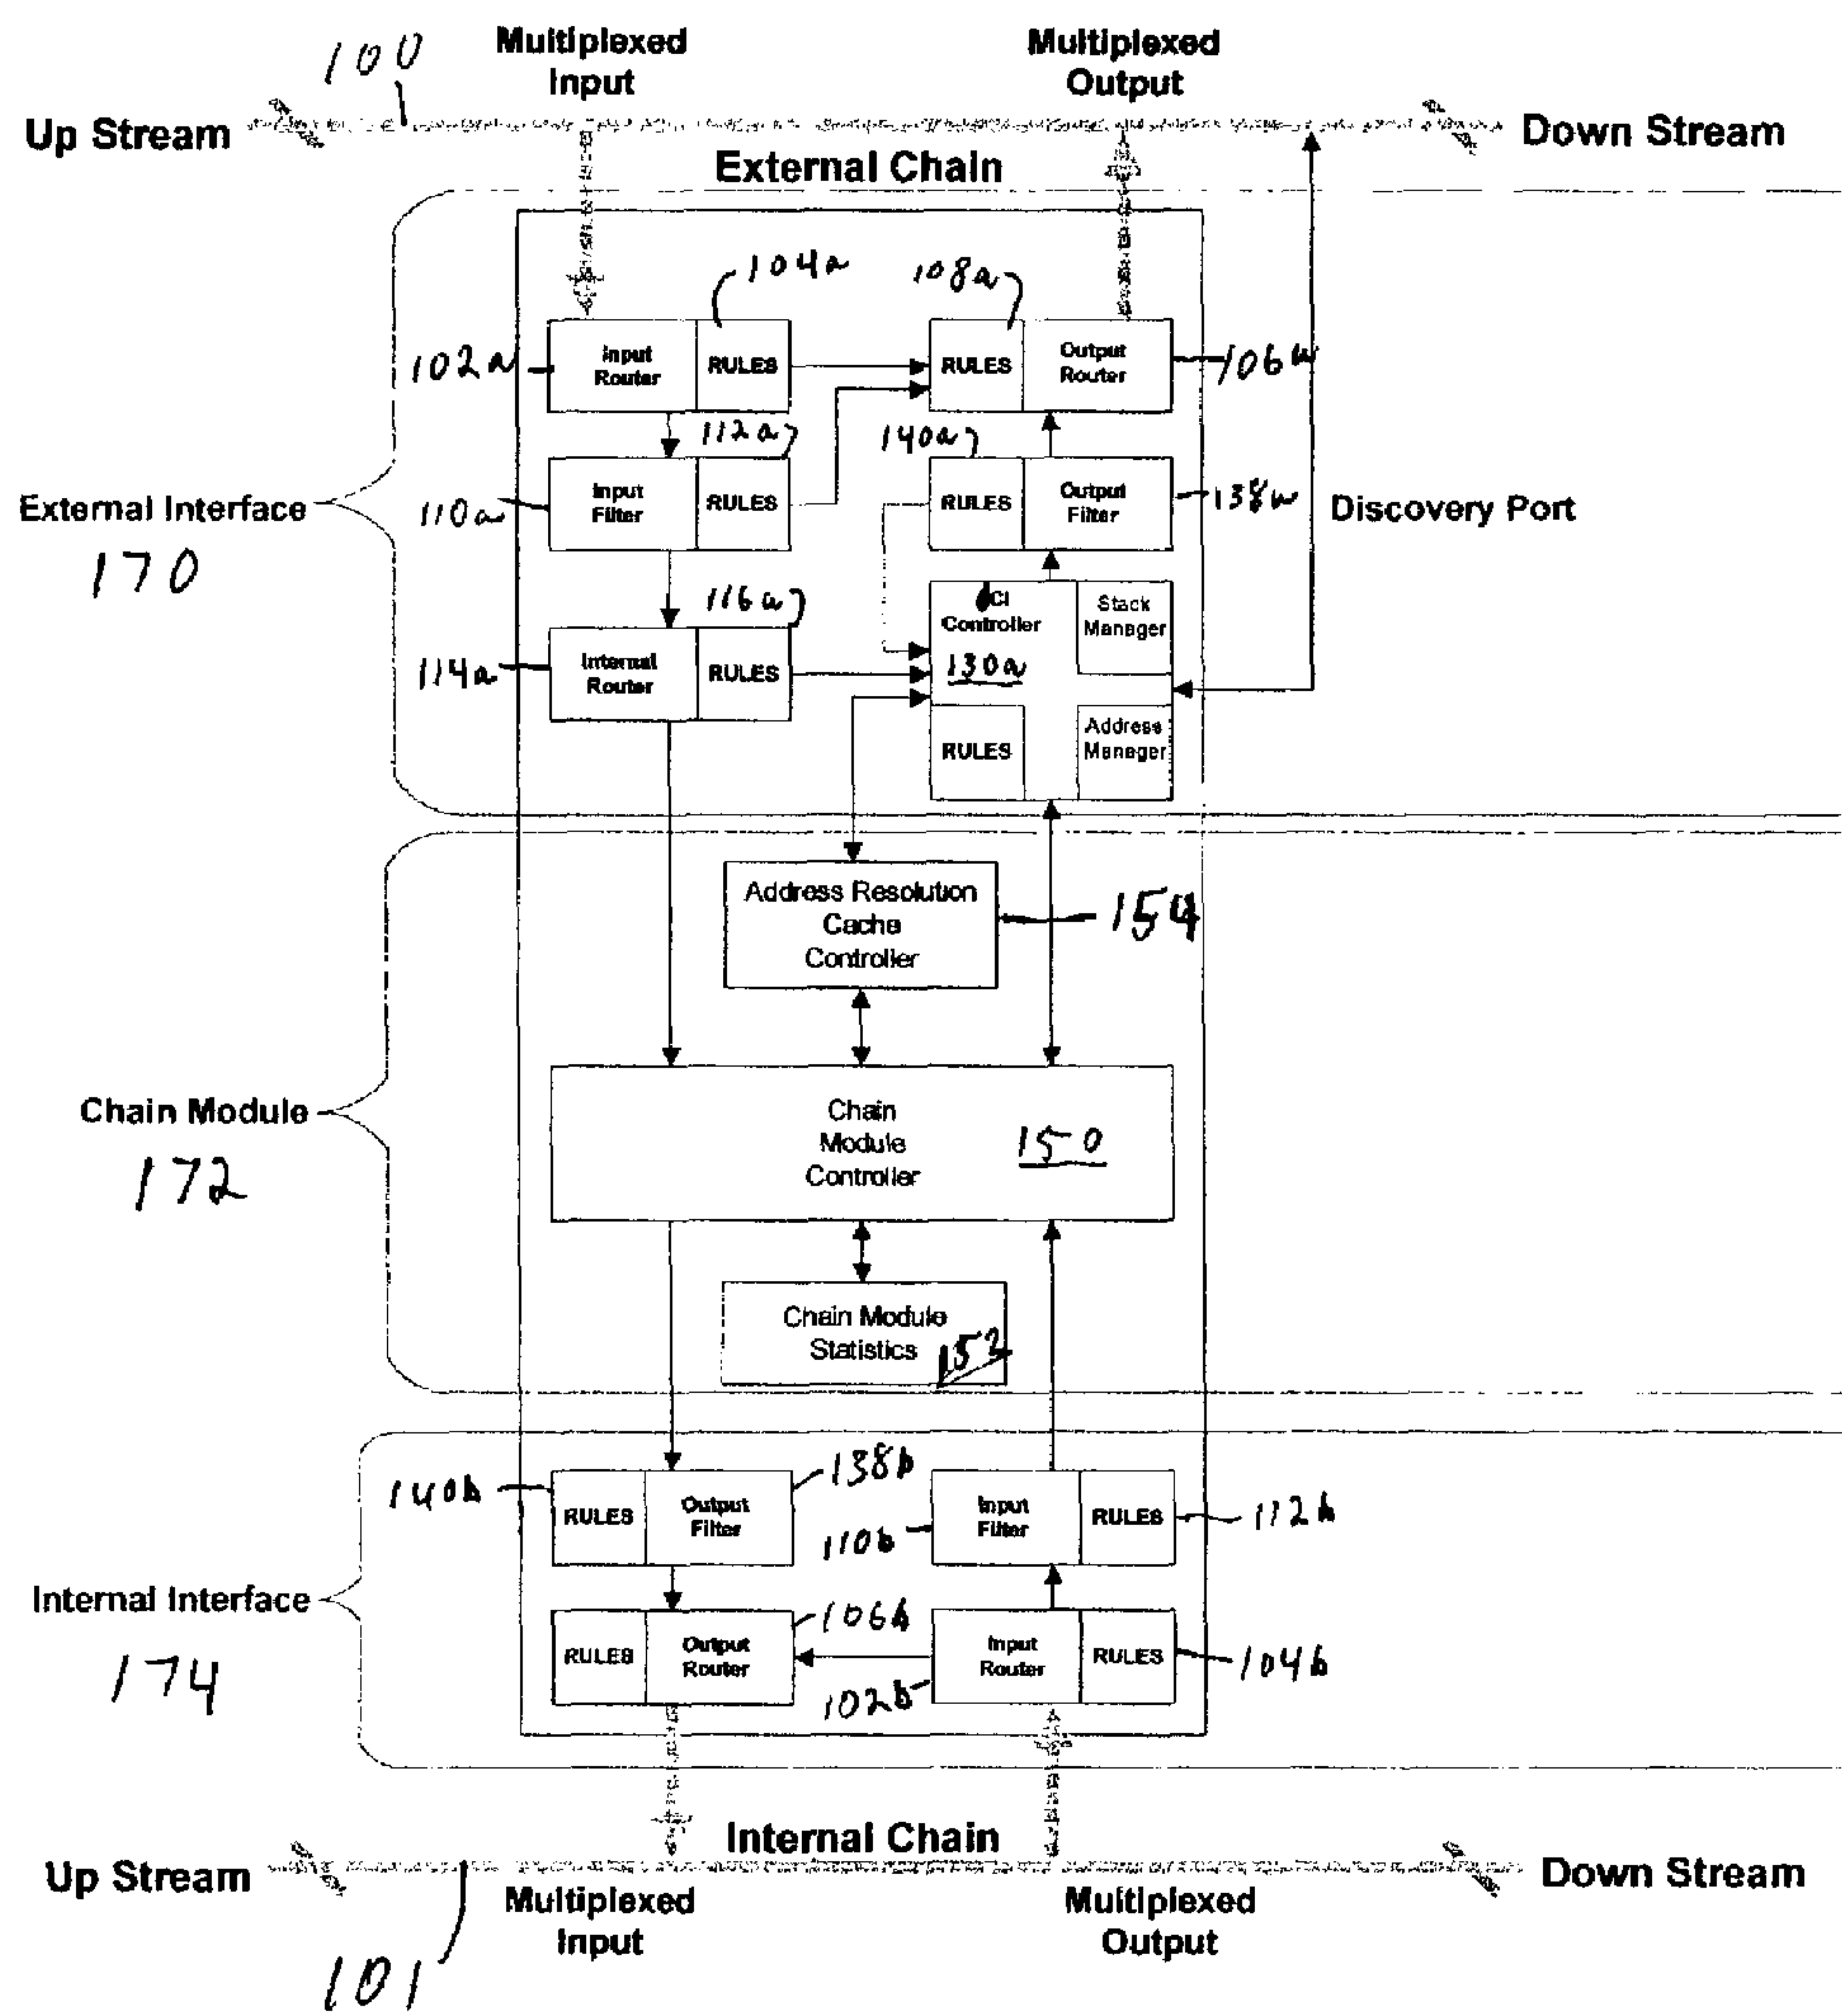 100
Multiplexed
Input
Multiplexed
Output
Up Stream
Down Stream
External Chain
104a
108a
102a
Input
Router
RULES
RULES
Output
Router
106a
112a
140a
External Interface
170
110a
Input
Filter
RULES
RULES
Output
Filter
138a
Discovery Port
116a
114a
Internal
Router
RULES
CI
Controller
130a
Stack
Manager
RULES
Address
Manager
Address Resolution
Cache
Controller
154
Chain Module
172
Chain
Module
Controller
150
Chain Module
Statistics
152
Internal Interface
174
140b
RULES
Output
Filter
138b
110b
Input
Filter
RULES
112b
RULES
Output
Router
106b
102b
Input
Router
RULES
104b
Internal Chain
Up Stream
Down Stream
Multiplexed
Input
Multiplexed
Output
101